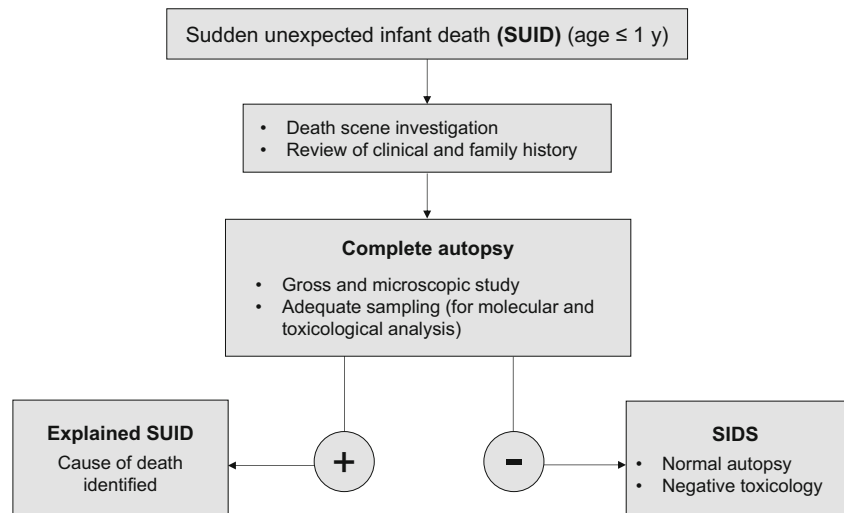 Sudden unexpected infant death (SUID) (age ≤ 1 y)
• Death scene investigation
• Review of clinical and family history
Complete autopsy
• Gross and microscopic study
• Adequate sampling (for molecular and
toxicological analysis)
Explained SUID
Cause of death
identified
+
-
SIDS
• Normal autopsy
• Negative toxicology